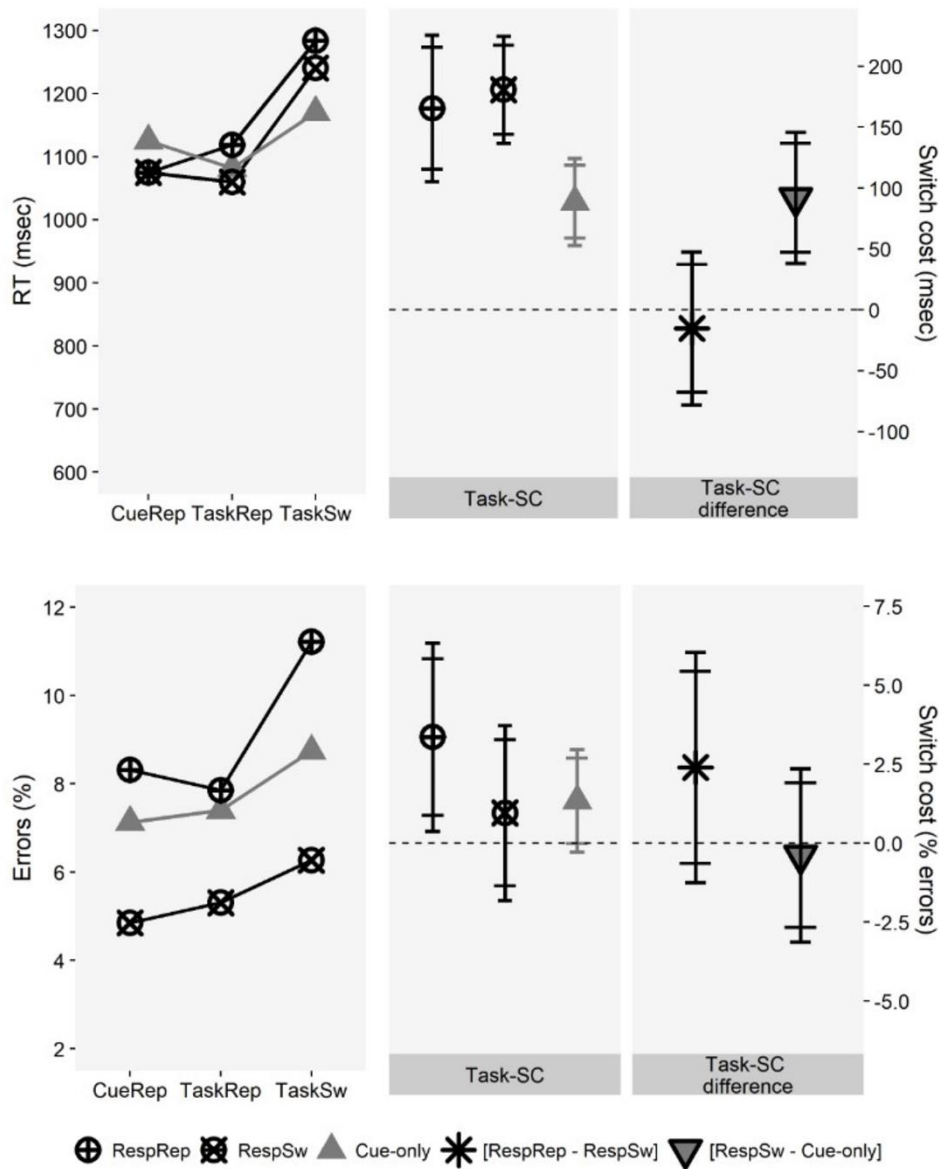 1300
1200
1100
1000
900
800
700
600
RT (msec)
CueRep TaskRep TaskSw
Task-SC
Task-SC
difference
200
150
100
50
0
-50
-100
Switch cost (msec)
12
10
8
6
4
2
Errors (%)
CueRep TaskRep TaskSw
Task-SC
Task-SC
difference
7.5
5.0
2.5
0.0
-2.5
-5.0
Switch cost (% errors)
RespRep RespSw Cue-only [RespRep - RespSw] [RespSw - Cue-only]